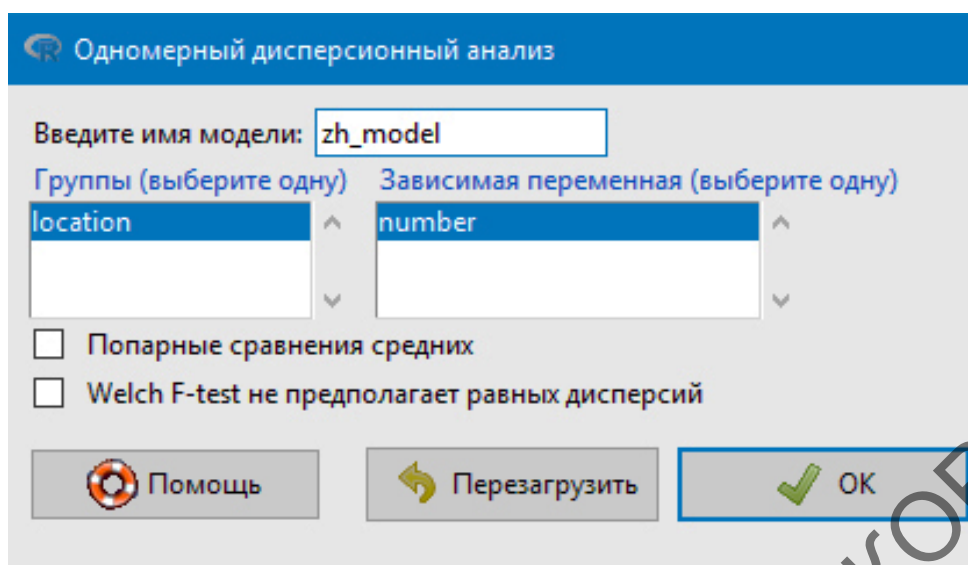 Одномерный дисперсионный анализ
Введите имя модели: zh_model
Группы (выберите одну) Зависимая переменная (выберите одну)
location number
Попарные сравнения средних
Welch F-test не предполагает равных дисперсий
Помощь Перезагрузить OK